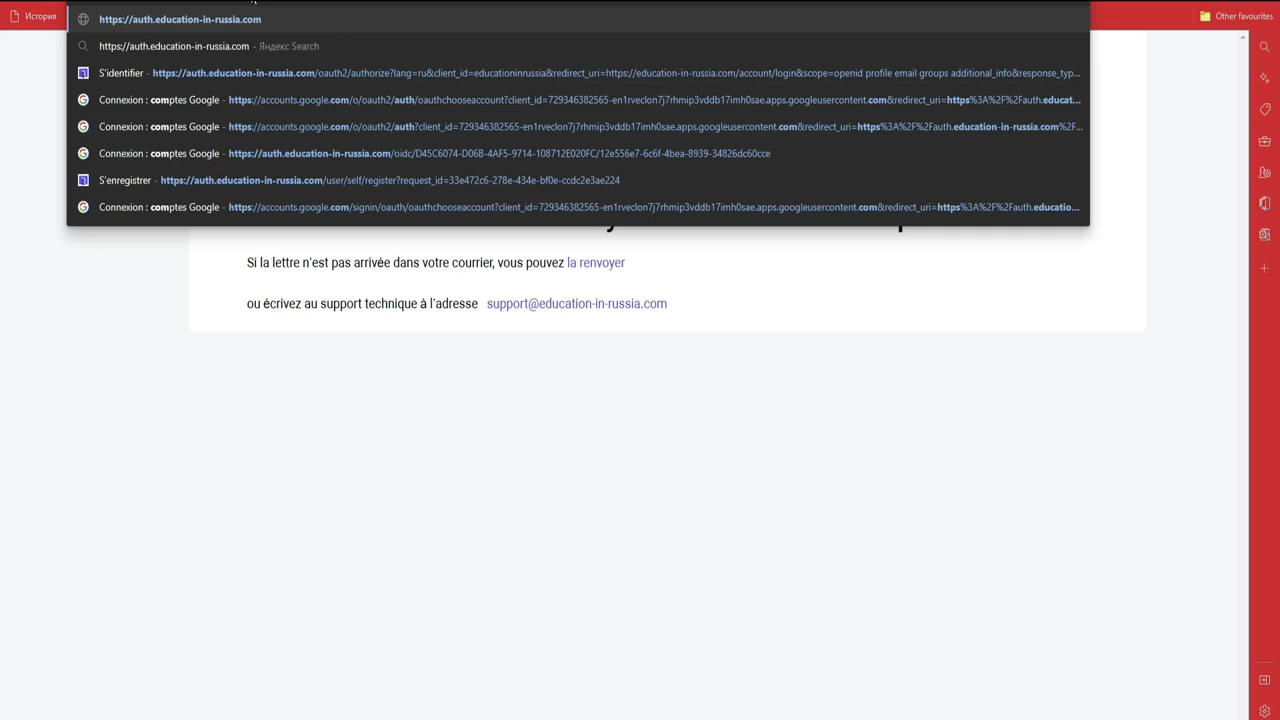 https://auth.education-in-russia.com
История
Other favourites
https://auth.education-in-russia.com - Яндекс Search
S'identifier - https://auth.education-in-russia.com/oauth2/authorize?lang=ru&client_id=educationinrussia&redirect_uri=https://education-in-russia.com/account/login&scope=openid profile email groups additional_info&response_typ...
Connexion : comptes Google - https://accounts.google.com/o/oauth2/auth/oauthchooseaccount?client_id=729346382565-en1rveclon7j7rhmip3vddb17imh0sae.apps.googleusercontent.com&redirect_uri=https%3A%2F%2Fauth.educat...
Connexion : comptes Google - https://accounts.google.com/o/oauth2/auth?client_id=729346382565-en1rveclon7j7rhmip3vddb17imh0sae.apps.googleusercontent.com&redirect_uri=https%3A%2F%2Fauth.education-in-russia.com%2F...
Connexion : comptes Google - https://auth.education-in-russia.com/oidc/D45C6074-D06B-4AF5-9714-108712E020FC/12e556e7-6c6f-4bea-8939-34826dc60cce
S'enregistrer - https://auth.education-in-russia.com/user/self/register?request_id=33e472c6-278e-434e-bf0e-ccdc2e3ae224
Connexion : comptes Google - https://accounts.google.com/signin/oauth/oauthchooseaccount?client_id=729346382565-en1rveclon7j7rhmip3vddb17imh0sae.apps.googleusercontent.com&redirect_uri=https%3A%2F%2Fauth.educatio...
Si la lettre n'est pas arrivée dans votre courrier, vous pouvez la renvoyer
ou écrivez au support technique à l'adresse support@education-in-russia.com